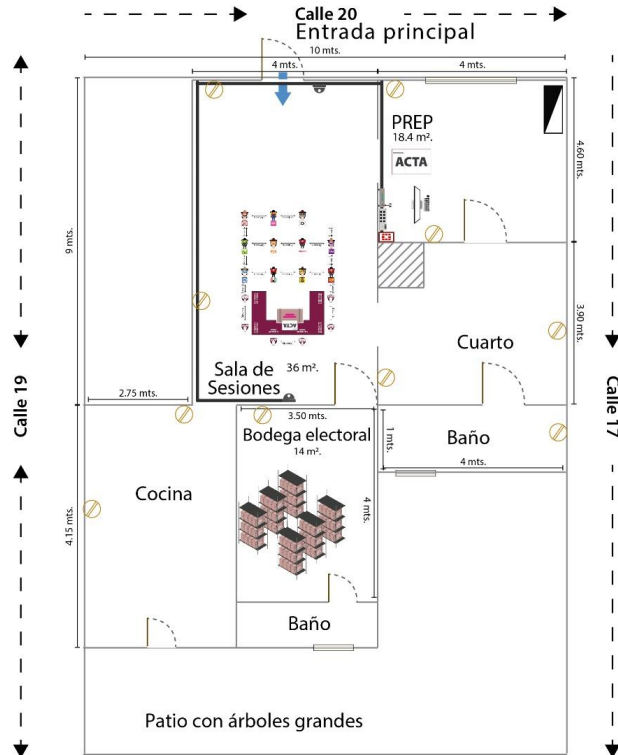 Calle 20
Entrada principal
10 mts.
4 mts.
4 mts.
PREP
18.4 m².
ACTA
4.60 mts.
9 mts.
ACTA
3.90 mts.
Cuarto
Sala de
Sesiones
36 m².
Calle 19
Calle 17
2.75 mts.
3.50 mts.
Bodega electoral
14 m².
1 mts.
Baño
4 mts.
Cocina
4 mts.
4.15 mts.
Baño
Patio con árboles grandes